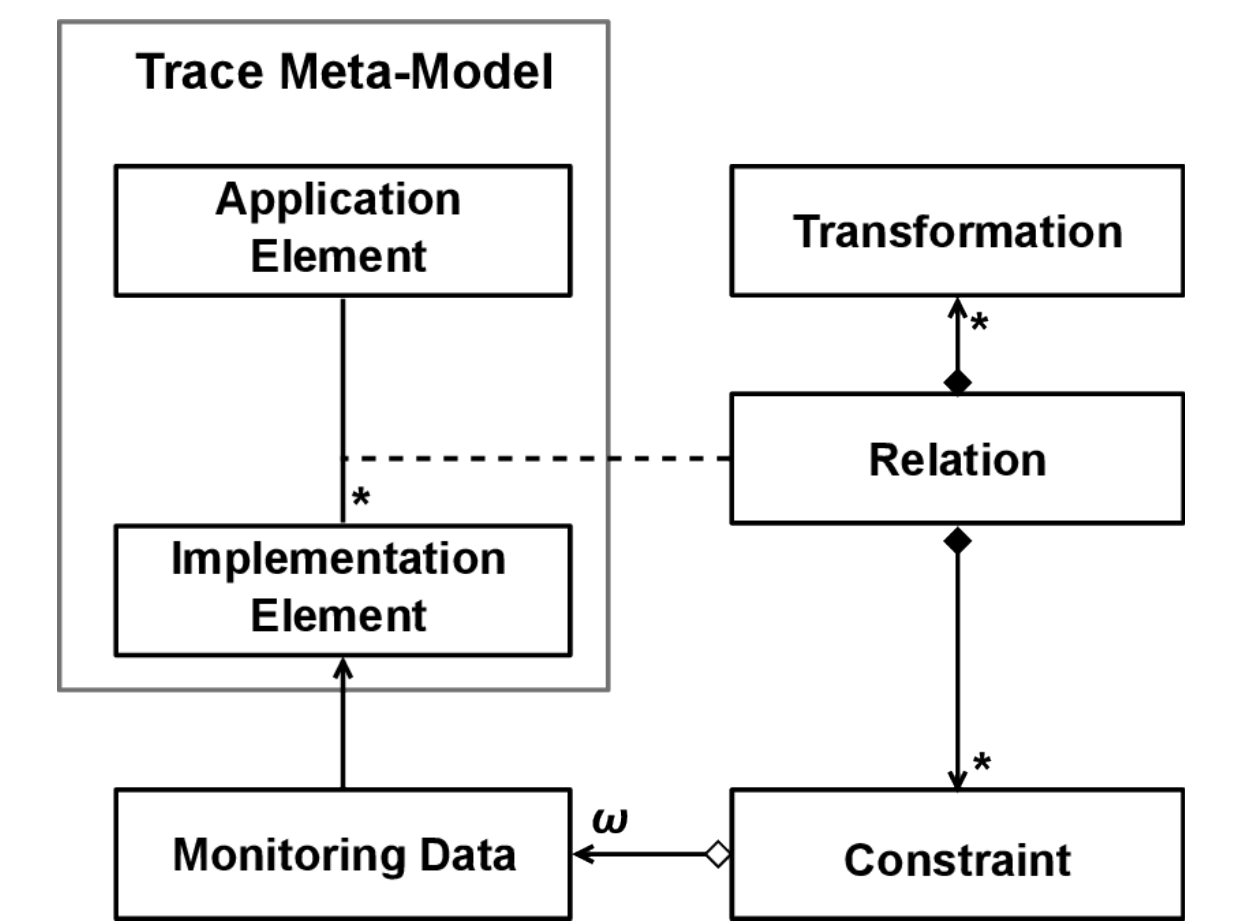 Trace Meta-Model
Application
Element
Transformation
*
Relation
*
Implementation
Element
*
ω
Monitoring Data
Constraint